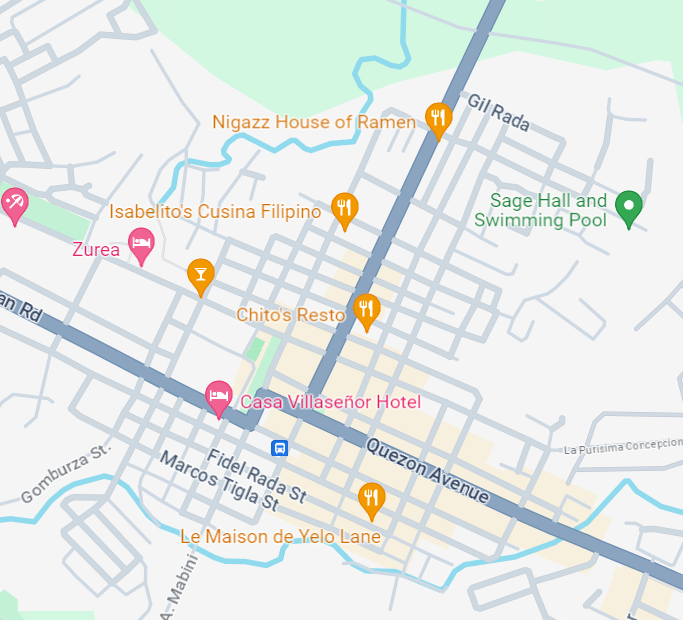 Gil Rada
Nigazz House of Ramen
Sage Hall and
Swimming Pool
Isabelito's Cusina Filipino
Zurea
an Rd
Chito's Resto
Casa Villaseñor Hotel
Quezon Avenue
La Purisima Concepcion
Gomburza St.
Fidel Rada St
Marcos Tigla St
Le Maison de Yelo Lane
A. Mabini